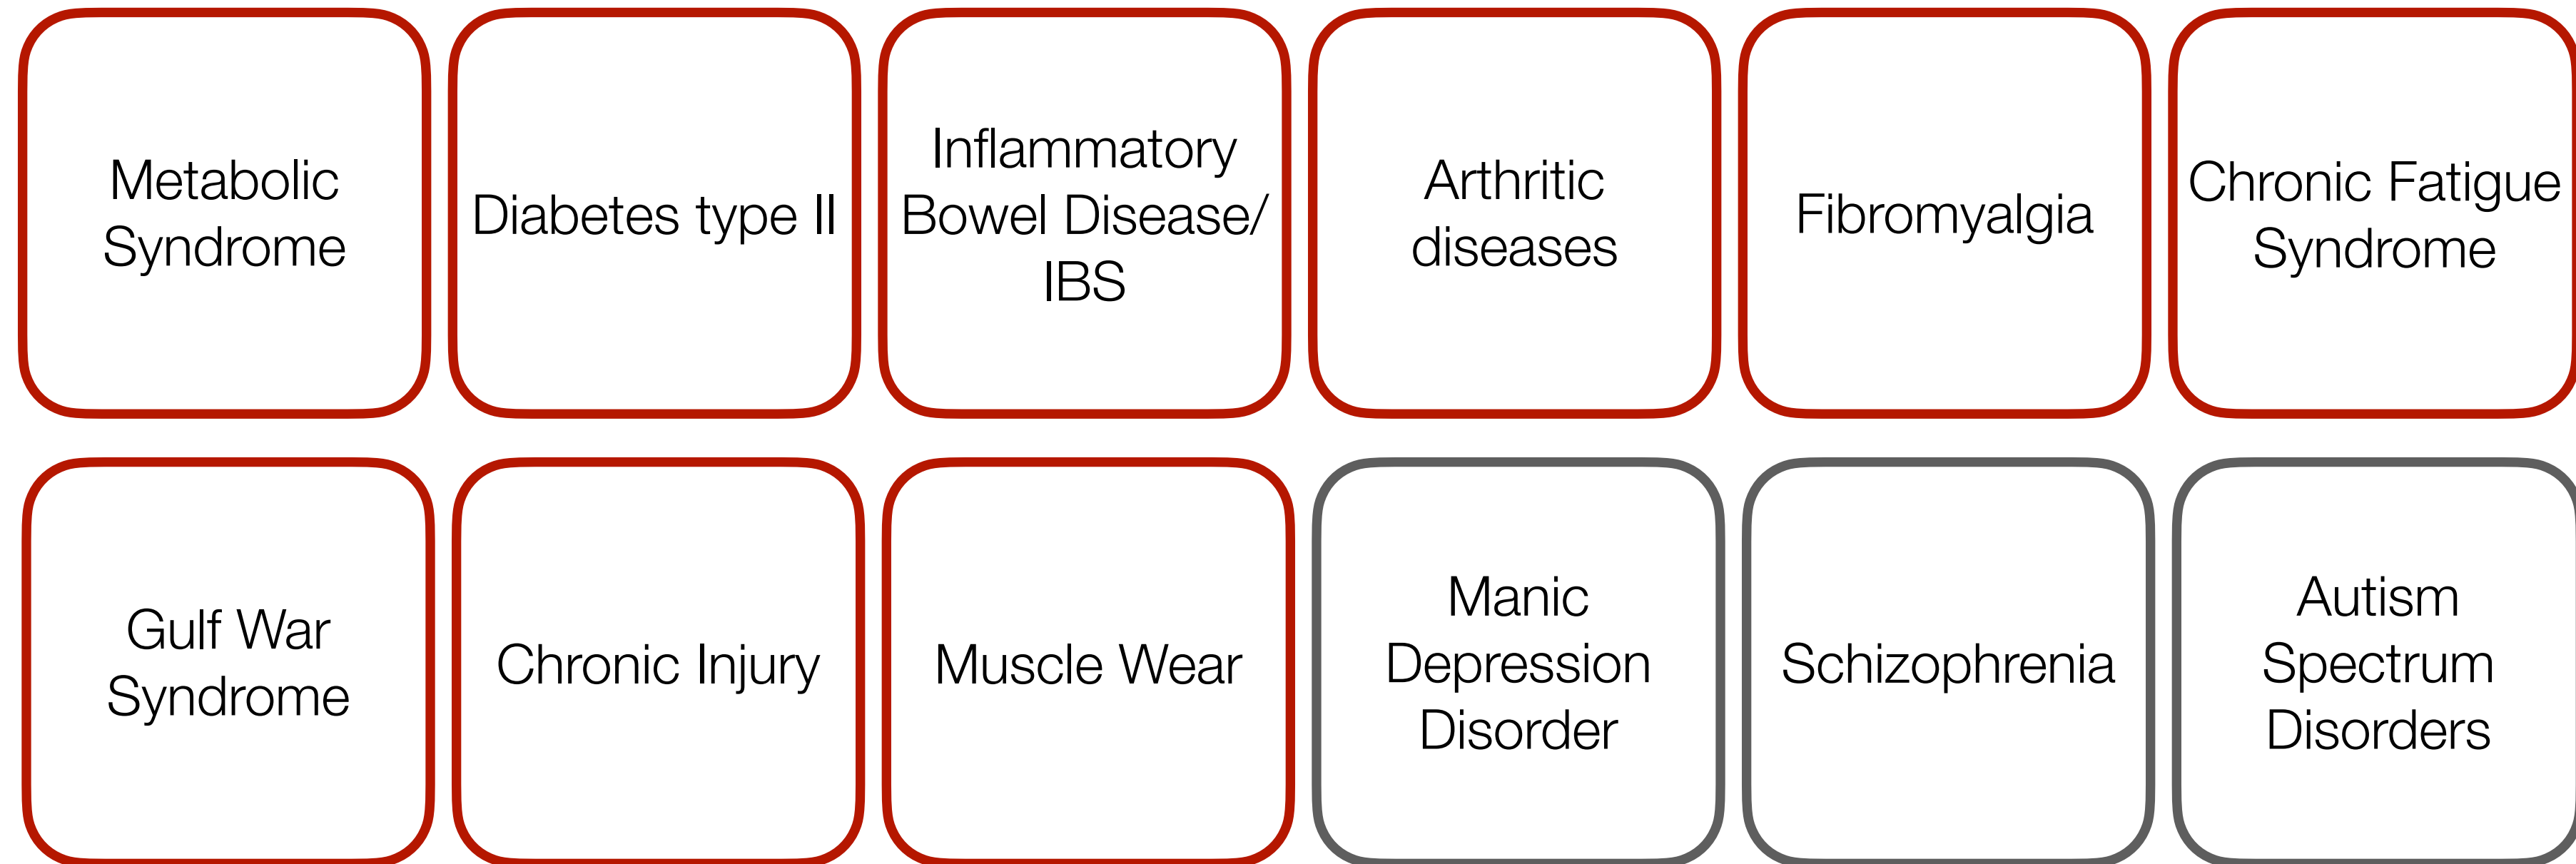 Metabolic
Syndrome
Diabetes type II
Inflammatory
Bowel Disease/
IBS
Arthritic
diseases
Fibromyalgia
Chronic Fatigue
Syndrome
Gulf War
Syndrome
Chronic Injury
Muscle Wear
Manic
Depression
Disorder
Schizophrenia
Autism
Spectrum
Disorders